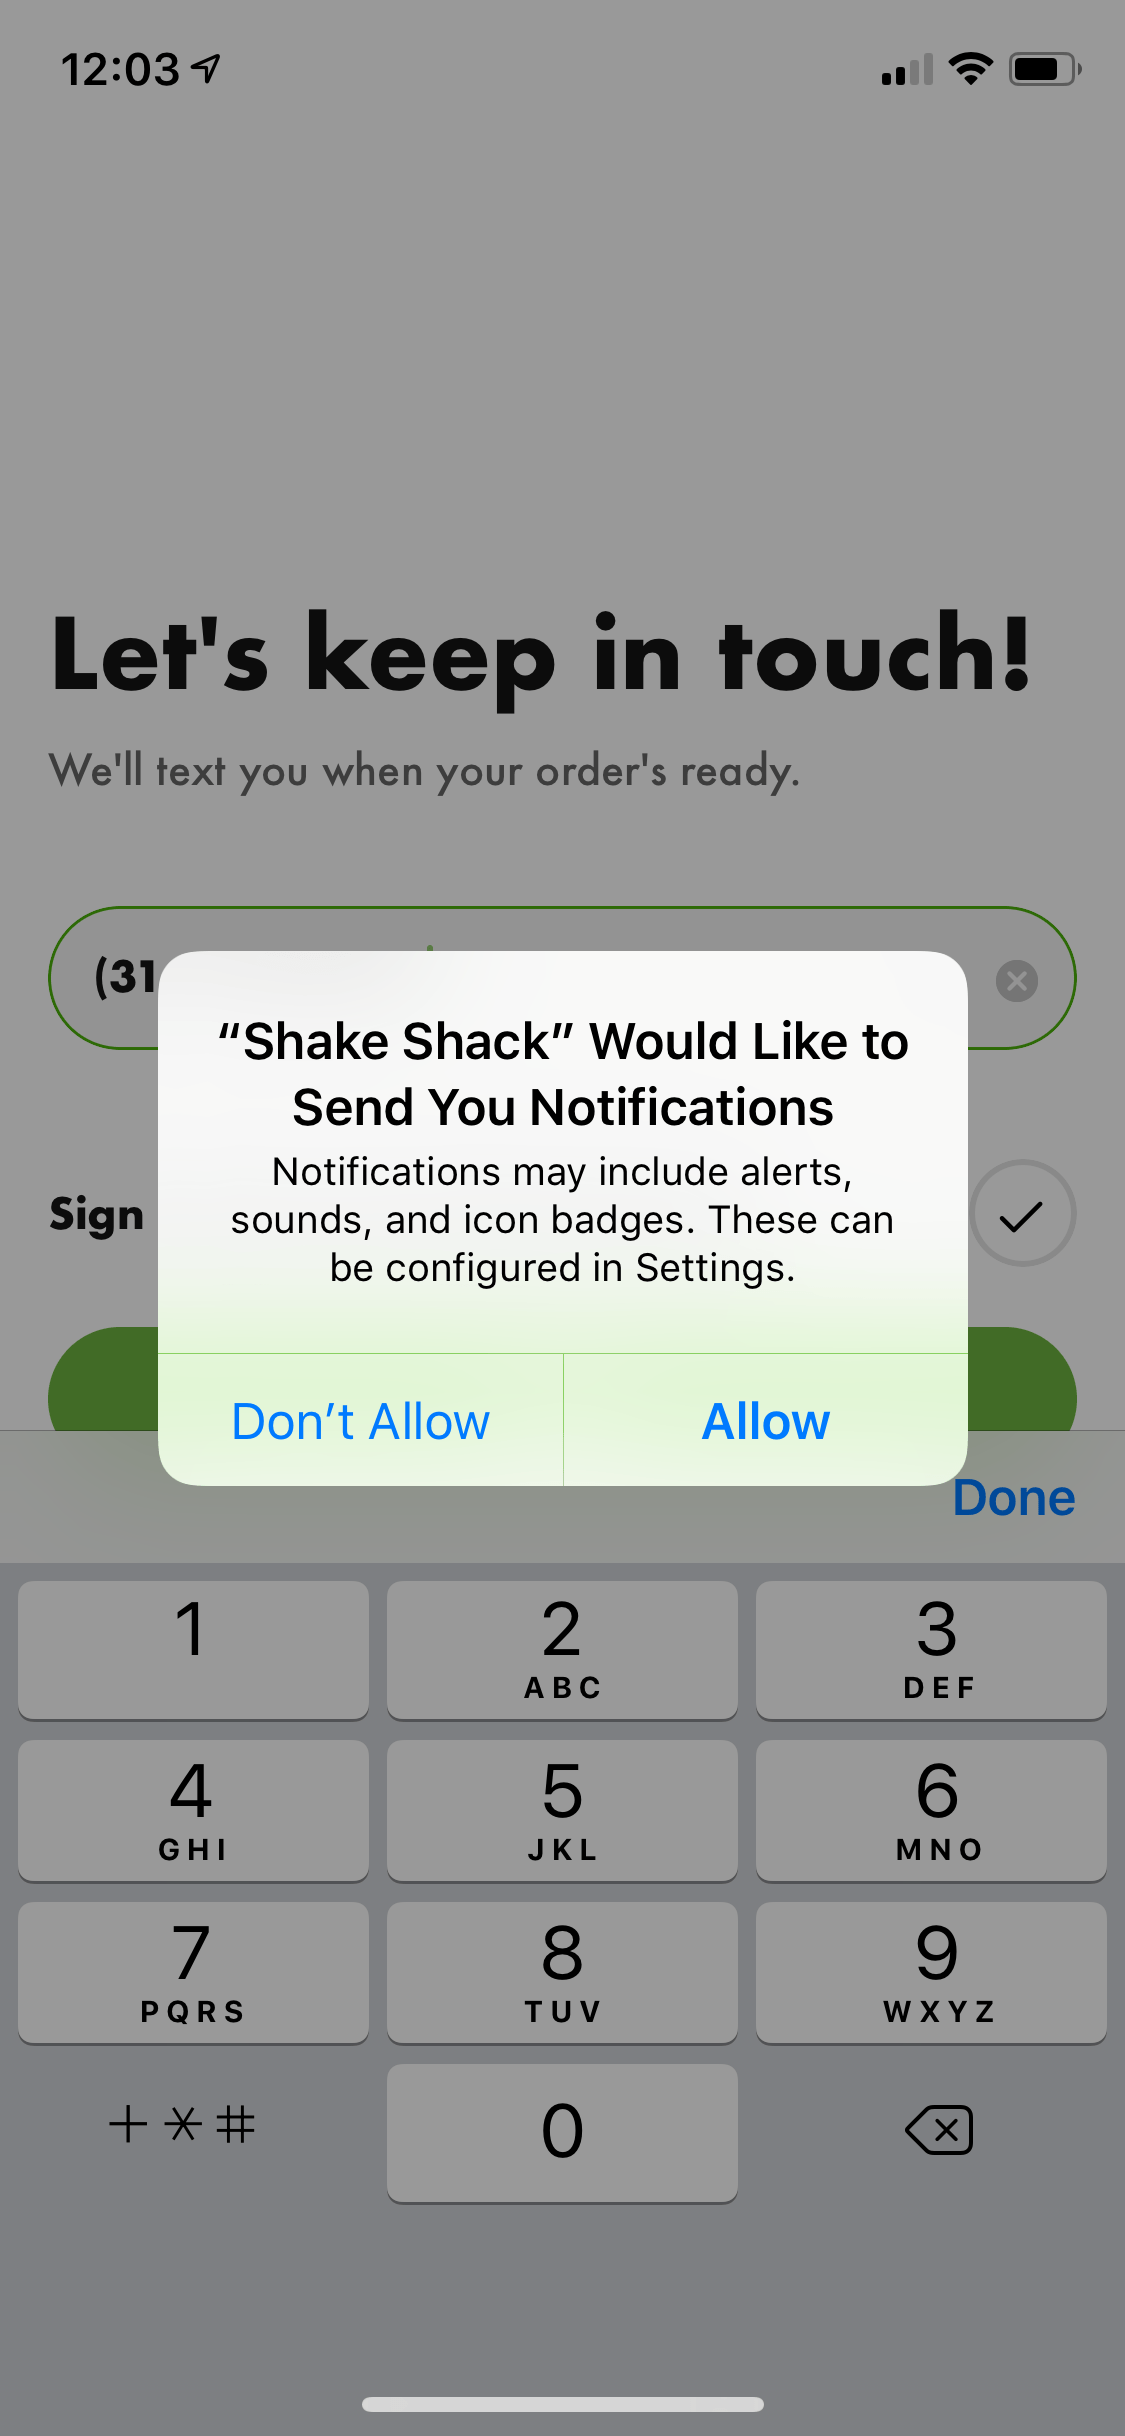 12:03
Let's keep in touch!
We'll text you when your order's ready.
(31
“Shake Shack” Would Like to
Send You Notifications
Notifications may include alerts,
sounds, and icon badges. These can
be configured in Settings.
Sign
Don’t Allow
Allow
Done
1
2
ABC
3
DEF
4
GHI
5
JKL
6
MNO
7
PQRS
8
TUV
9
WXYZ
+ * #
0